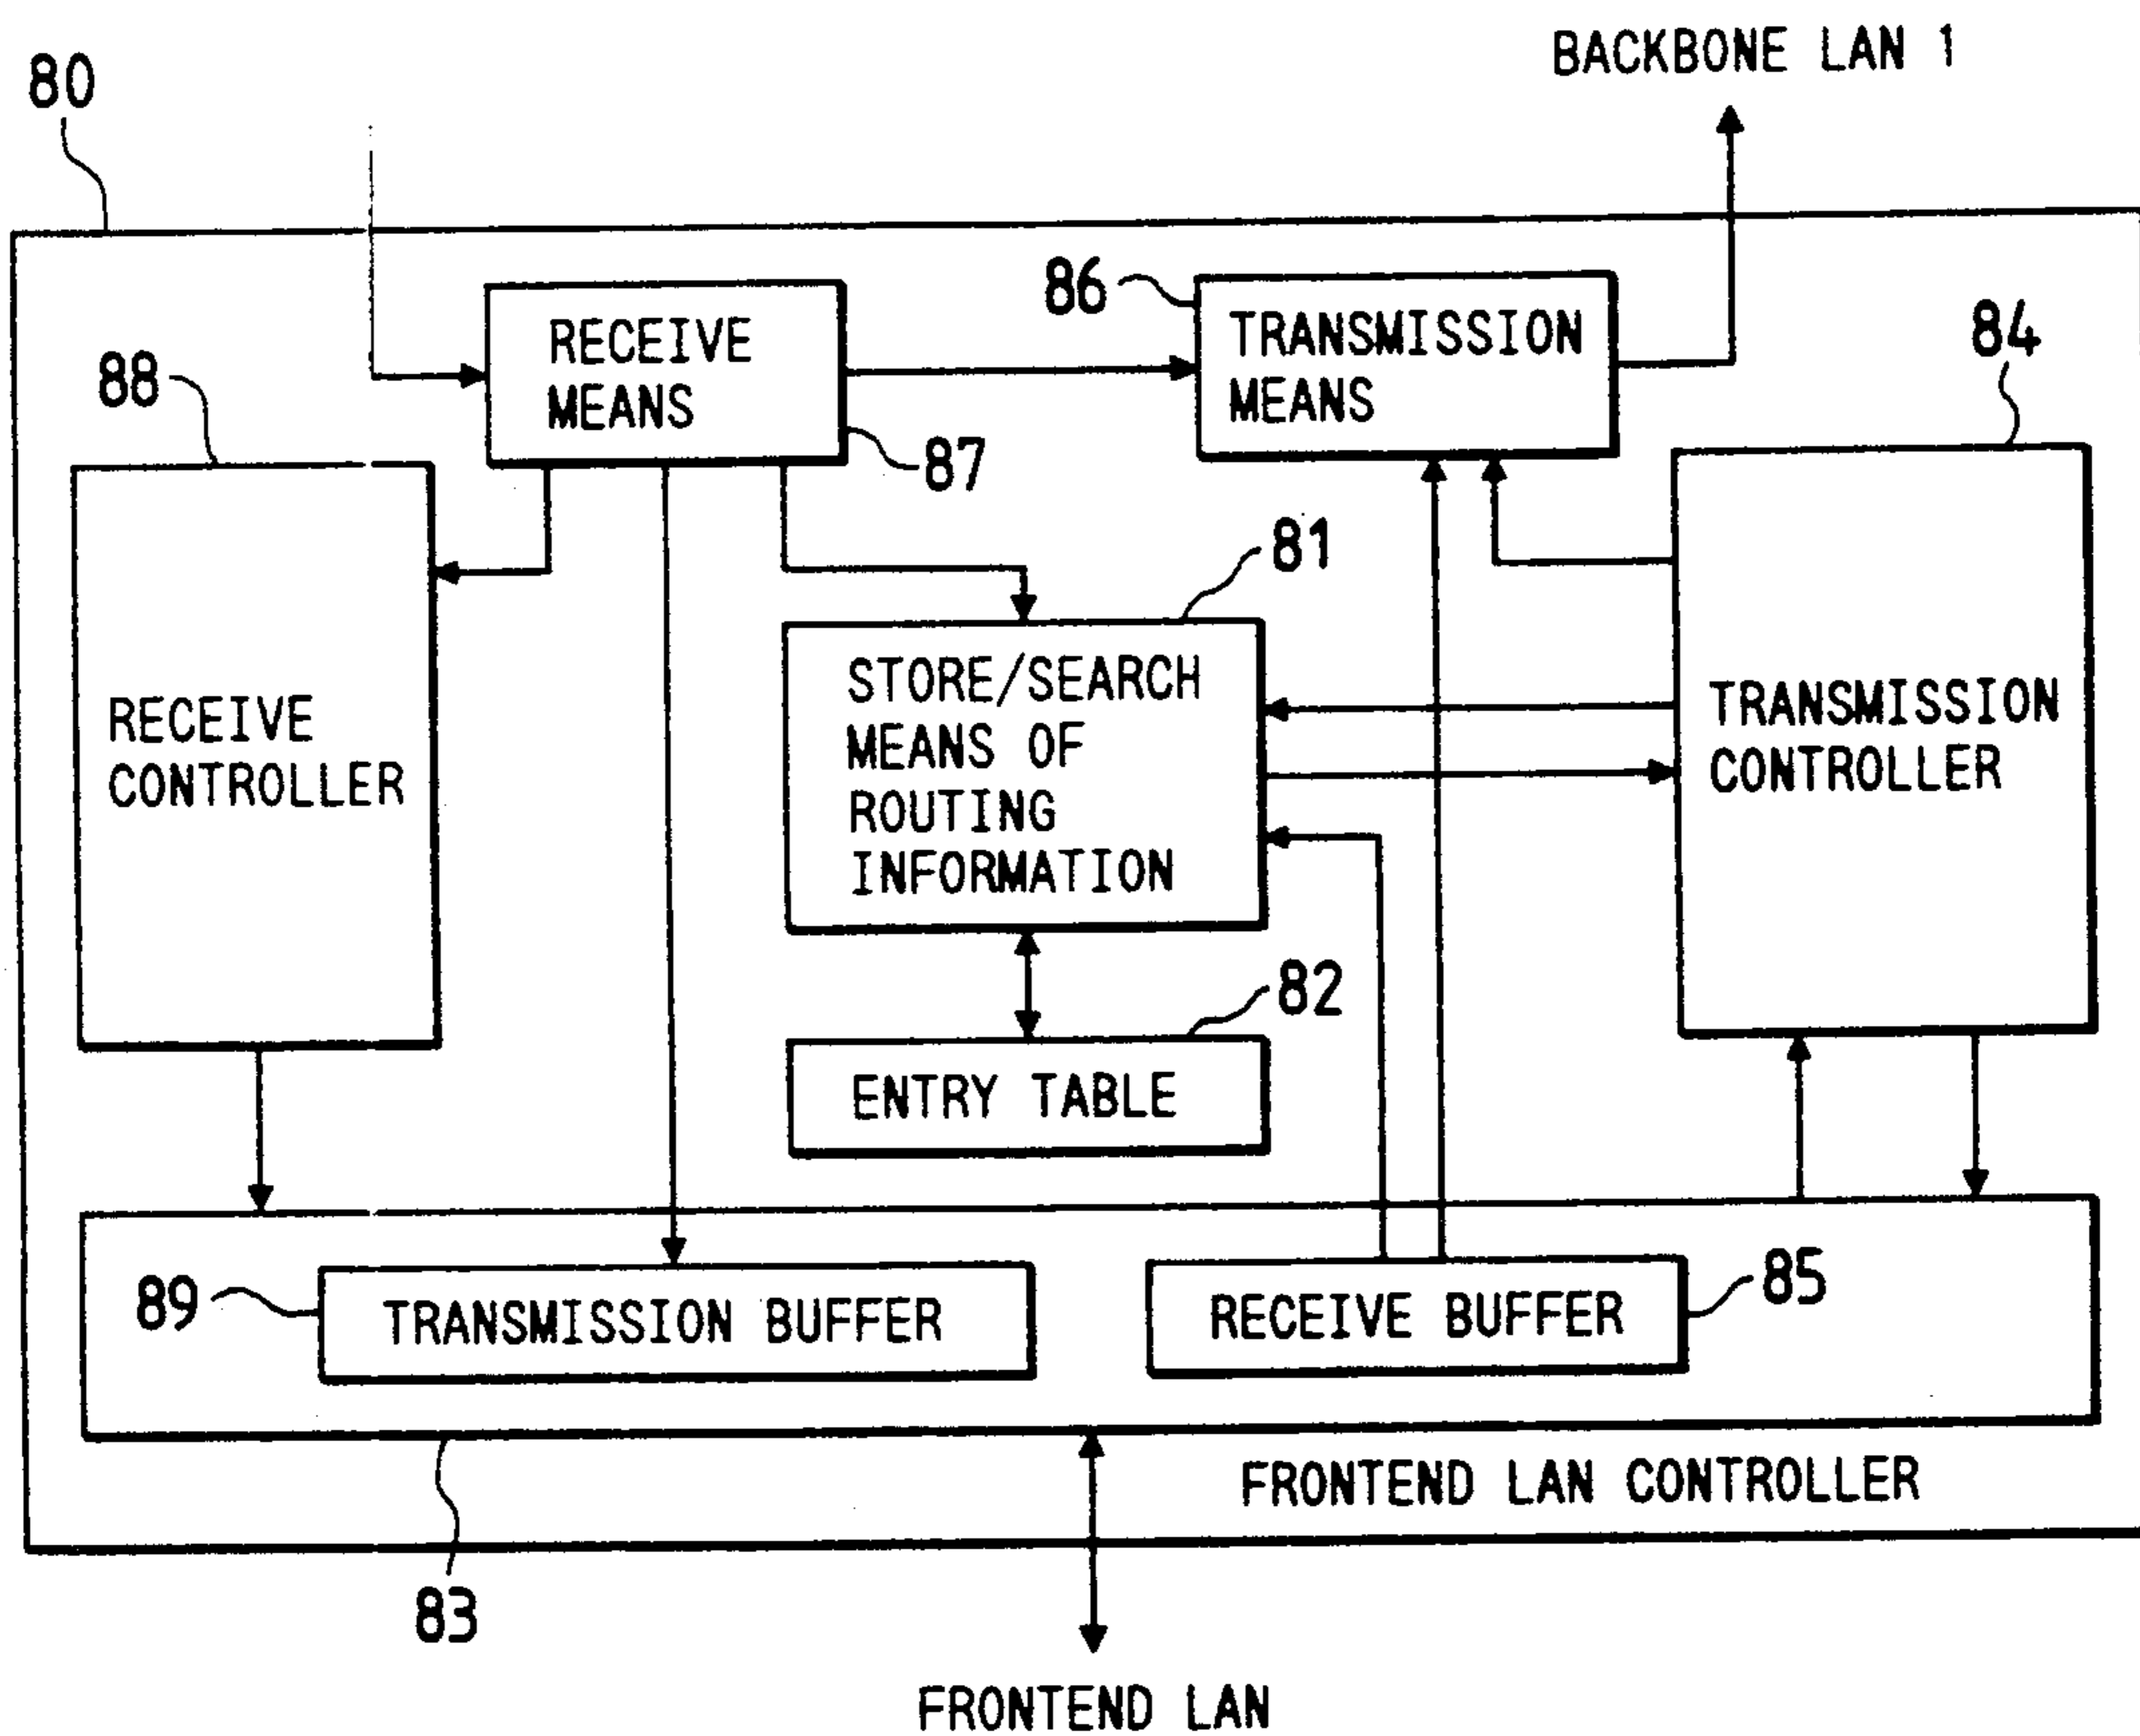 BACKBONE LAN 1
80
RECEIVE
MEANS
86
TRANSMISSION
MEANS
84
88
87
81
RECEIVE
CONTROLLER
STORE/SEARCH
MEANS OF
ROUTING
INFORMATION
TRANSMISSION
CONTROLLER
82
ENTRY TABLE
89
TRANSMISSION BUFFER
RECEIVE BUFFER
85
FRONTEND LAN CONTROLLER
83
FRONTEND LAN